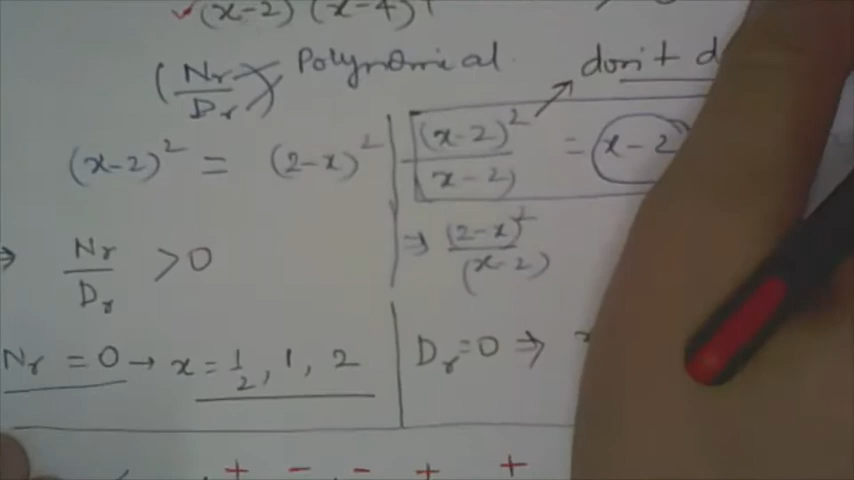 (x-2) (x-4)
(Nr/Dr) Polynomical don't d
(x-2)² = (2-x)² (x-2)²/(x-2) = x-2
⇒ Nr/Dr > 0 ⇒ (2-x)²/(x-2)
Nr = 0 → x = 1/2, 1, 2 Dr = 0 ⇒
+ - - + +